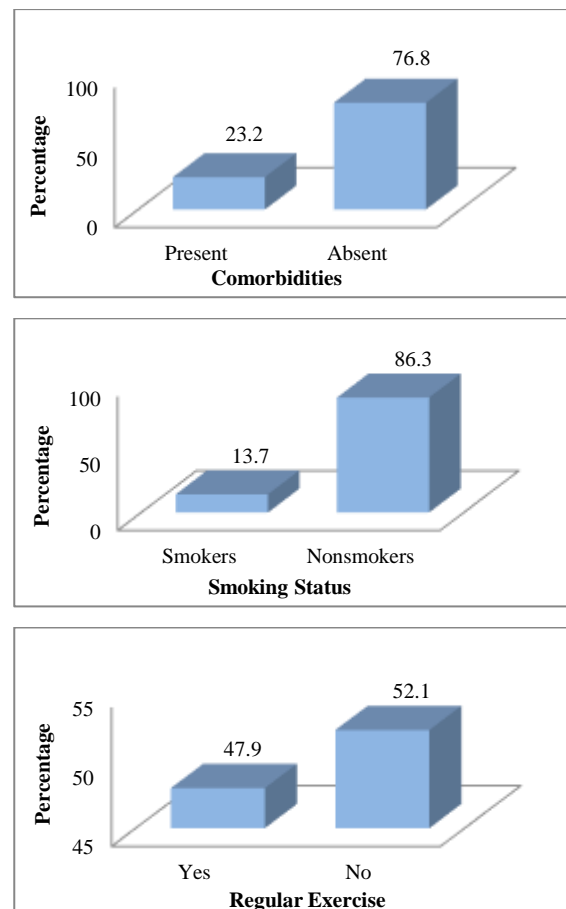 76.8
100
23.2
50
0
Percentage
Present Absent
Comorbidities
86.3
100
13.7
50
0
Percentage
Smokers Nonsmokers
Smoking Status
52.1
55
47.9
50
45
Percentage
Yes No
Regular Exercise